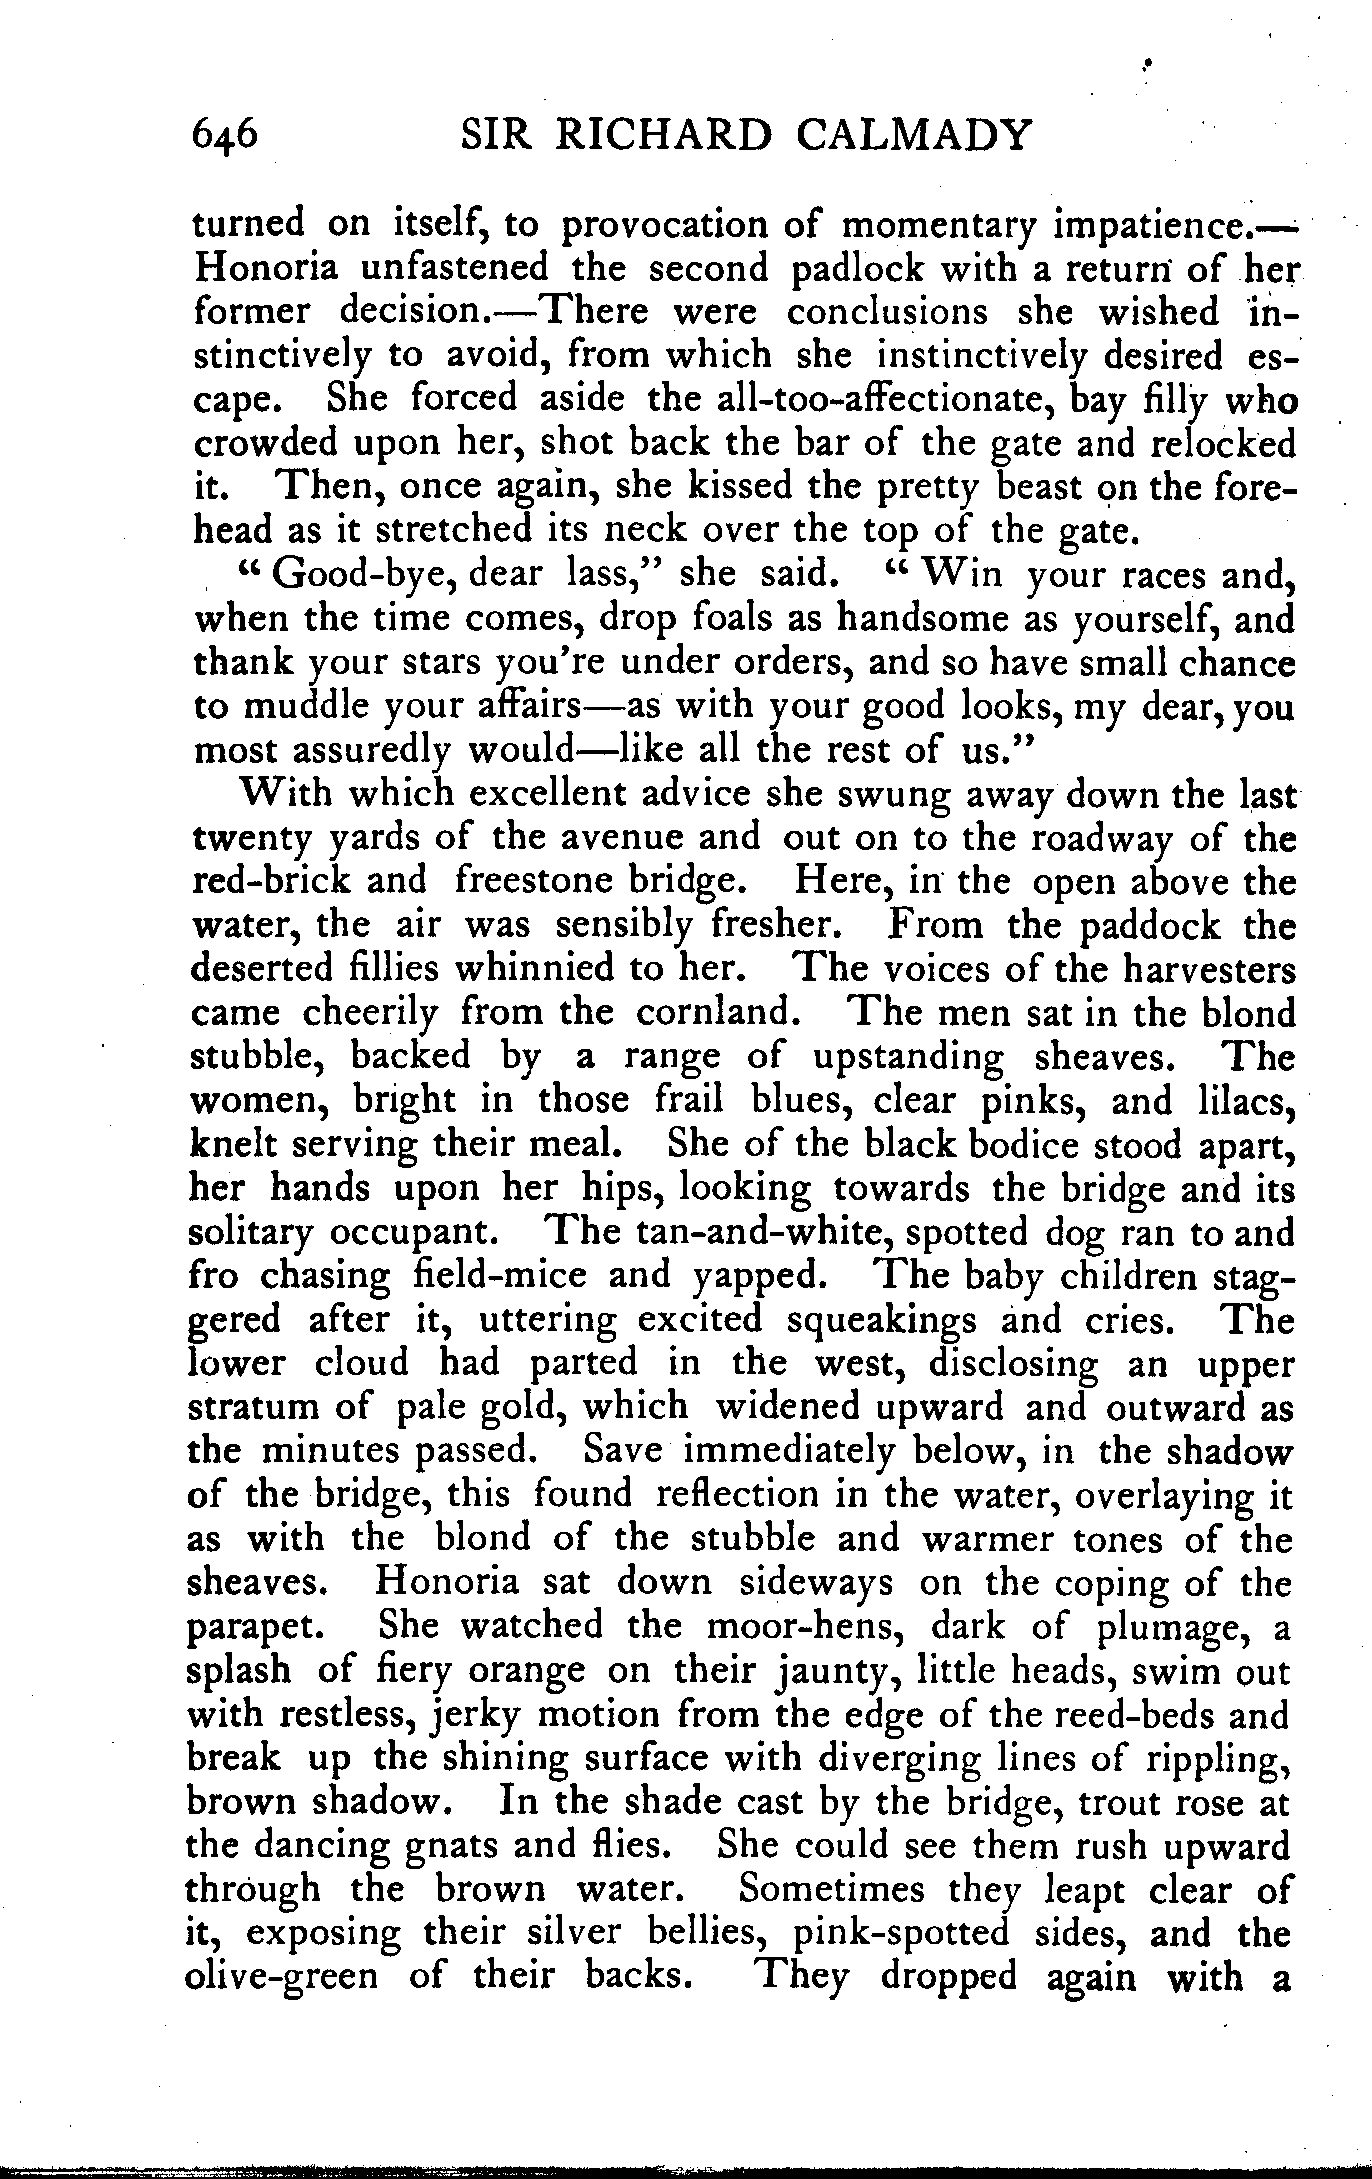 646 SIR RICHARD CALMADY
turned on itself, to provocation of momentary impatience.—
Honoria unfastened the second padlock with a return of her
former decision.—There were conclusions she wished in-
stinctively to avoid, from which she instinctively desired es-
cape. She forced aside the all-too-affectionate, bay filly who
crowded upon her, shot back the bar of the gate and relocked
it. Then, once again, she kissed the pretty beast on the fore-
head as it stretched its neck over the top of the gate.
“Good-bye, dear lass,” she said. “Win your races and,
when the time comes, drop foals as handsome as yourself, and
thank your stars you’re under orders, and so have small chance
to muddle your affairs—as with your good looks, my dear, you
most assuredly would—like all the rest of us.”
With which excellent advice she swung away down the last
twenty yards of the avenue and out on to the roadway of the
red-brick and freestone bridge. Here, in the open above the
water, the air was sensibly fresher. From the paddock the
deserted fillies whinnied to her. The voices of the harvesters
came cheerily from the cornland. The men sat in the blond
stubble, backed by a range of upstanding sheaves. The
women, bright in those frail blues, clear pinks, and lilacs,
knelt serving their meal. She of the black bodice stood apart,
her hands upon her hips, looking towards the bridge and its
solitary occupant. The tan-and-white, spotted dog ran to and
fro chasing field-mice and yapped. The baby children stag-
gered after it, uttering excited squeakings and cries. The
lower cloud had parted in the west, disclosing an upper
stratum of pale gold, which widened upward and outward as
the minutes passed. Save immediately below, in the shadow
of the bridge, this found reflection in the water, overlaying it
as with the blond of the stubble and warmer tones of the
sheaves. Honoria sat down sideways on the coping of the
parapet. She watched the moor-hens, dark of plumage, a
splash of fiery orange on their jaunty, little heads, swim out
with restless, jerky motion from the edge of the reed-beds and
break up the shining surface with diverging lines of rippling,
brown shadow. In the shade cast by the bridge, trout rose at
the dancing gnats and flies. She could see them rush upward
through the brown water. Sometimes they leapt clear of
it, exposing their silver bellies, pink-spotted sides, and the
olive-green of their backs. They dropped again with a